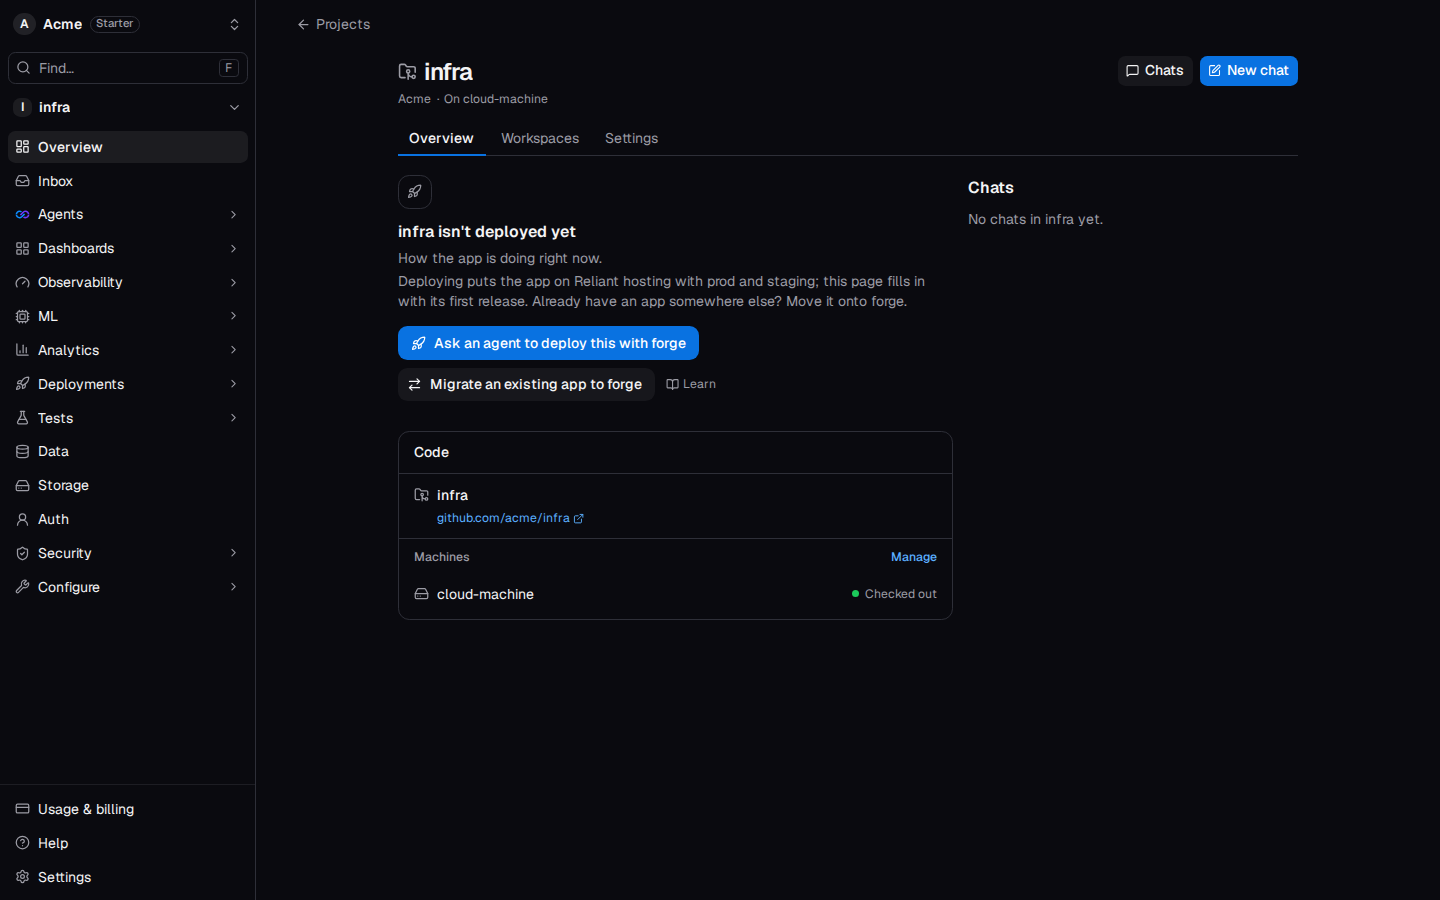 A Acme Starter
Find... F
I infra
Overview
Inbox
Agents
Dashboards
Observability
ML
Analytics
Deployments
Tests
Data
Storage
Auth
Security
Configure
Usage & billing
Help
Settings
Projects
infra
Acme · On cloud-machine
Chats
New chat
Overview Workspaces Settings
infra isn't deployed yet
How the app is doing right now.
Deploying puts the app on Reliant hosting with prod and staging; this page fills in
with its first release. Already have an app somewhere else? Move it onto forge.
Ask an agent to deploy this with forge
Migrate an existing app to forge
Learn
Code
infra
github.com/acme/infra
Machines Manage
cloud-machine Checked out
Chats
No chats in infra yet.